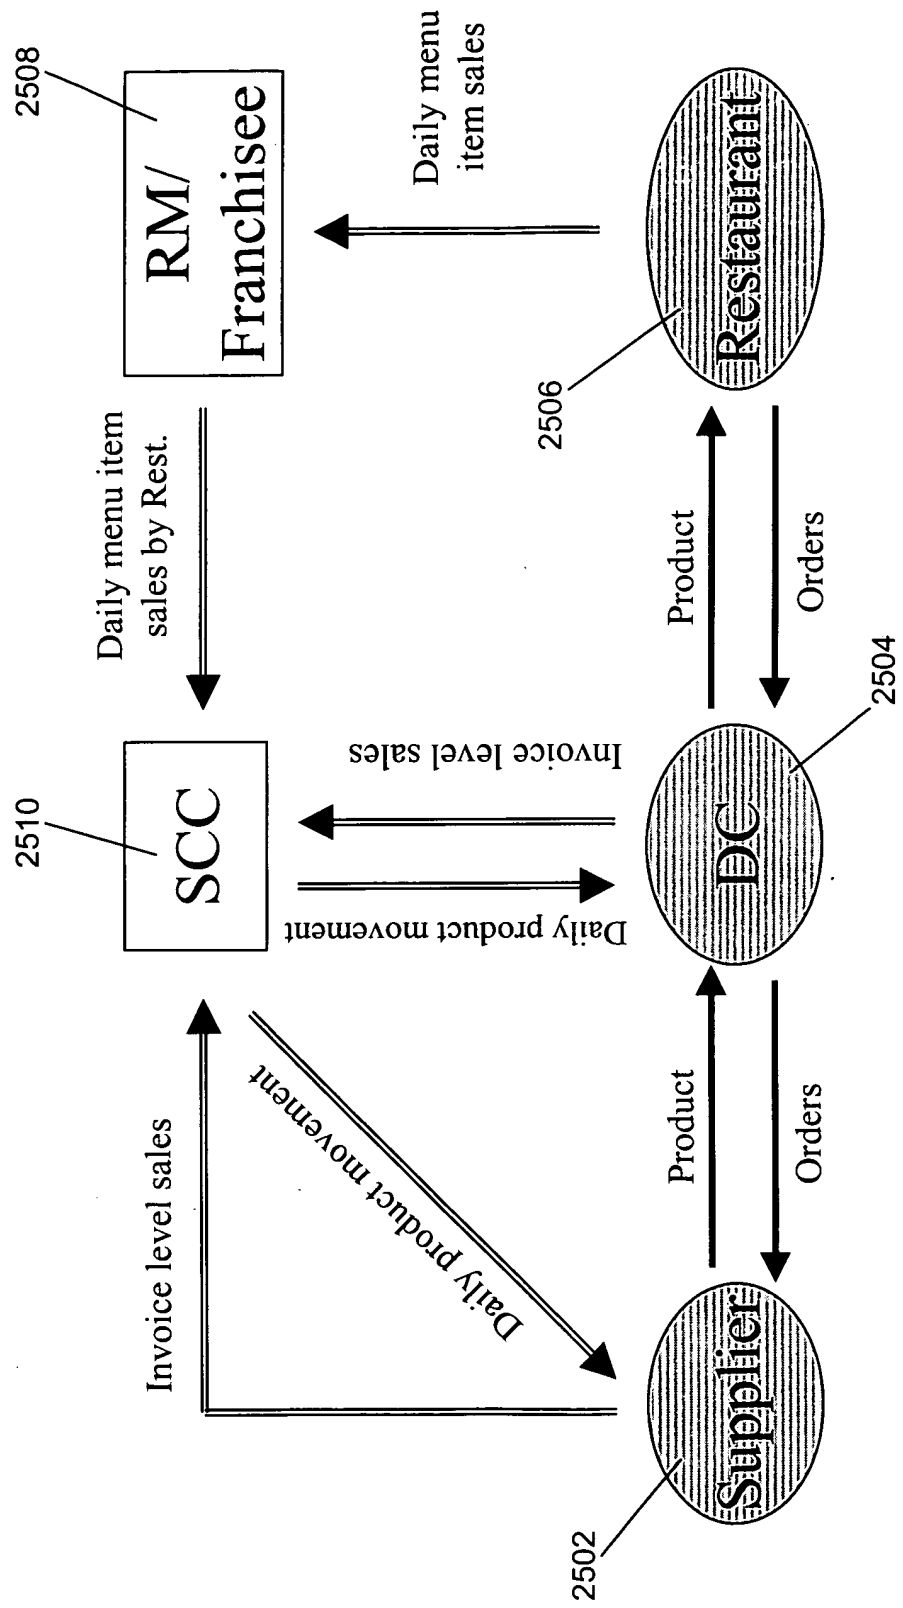 2510
2508
SCC
RM/
Franchisee
Invoice level sales
Daily menu item
sales by Rest.
Daily product movement
Daily product movement
Invoice level sales
Daily menu
item sales
2502
Supplier
Product
Orders
DC
2504
Product
Orders
2506
Restaurant